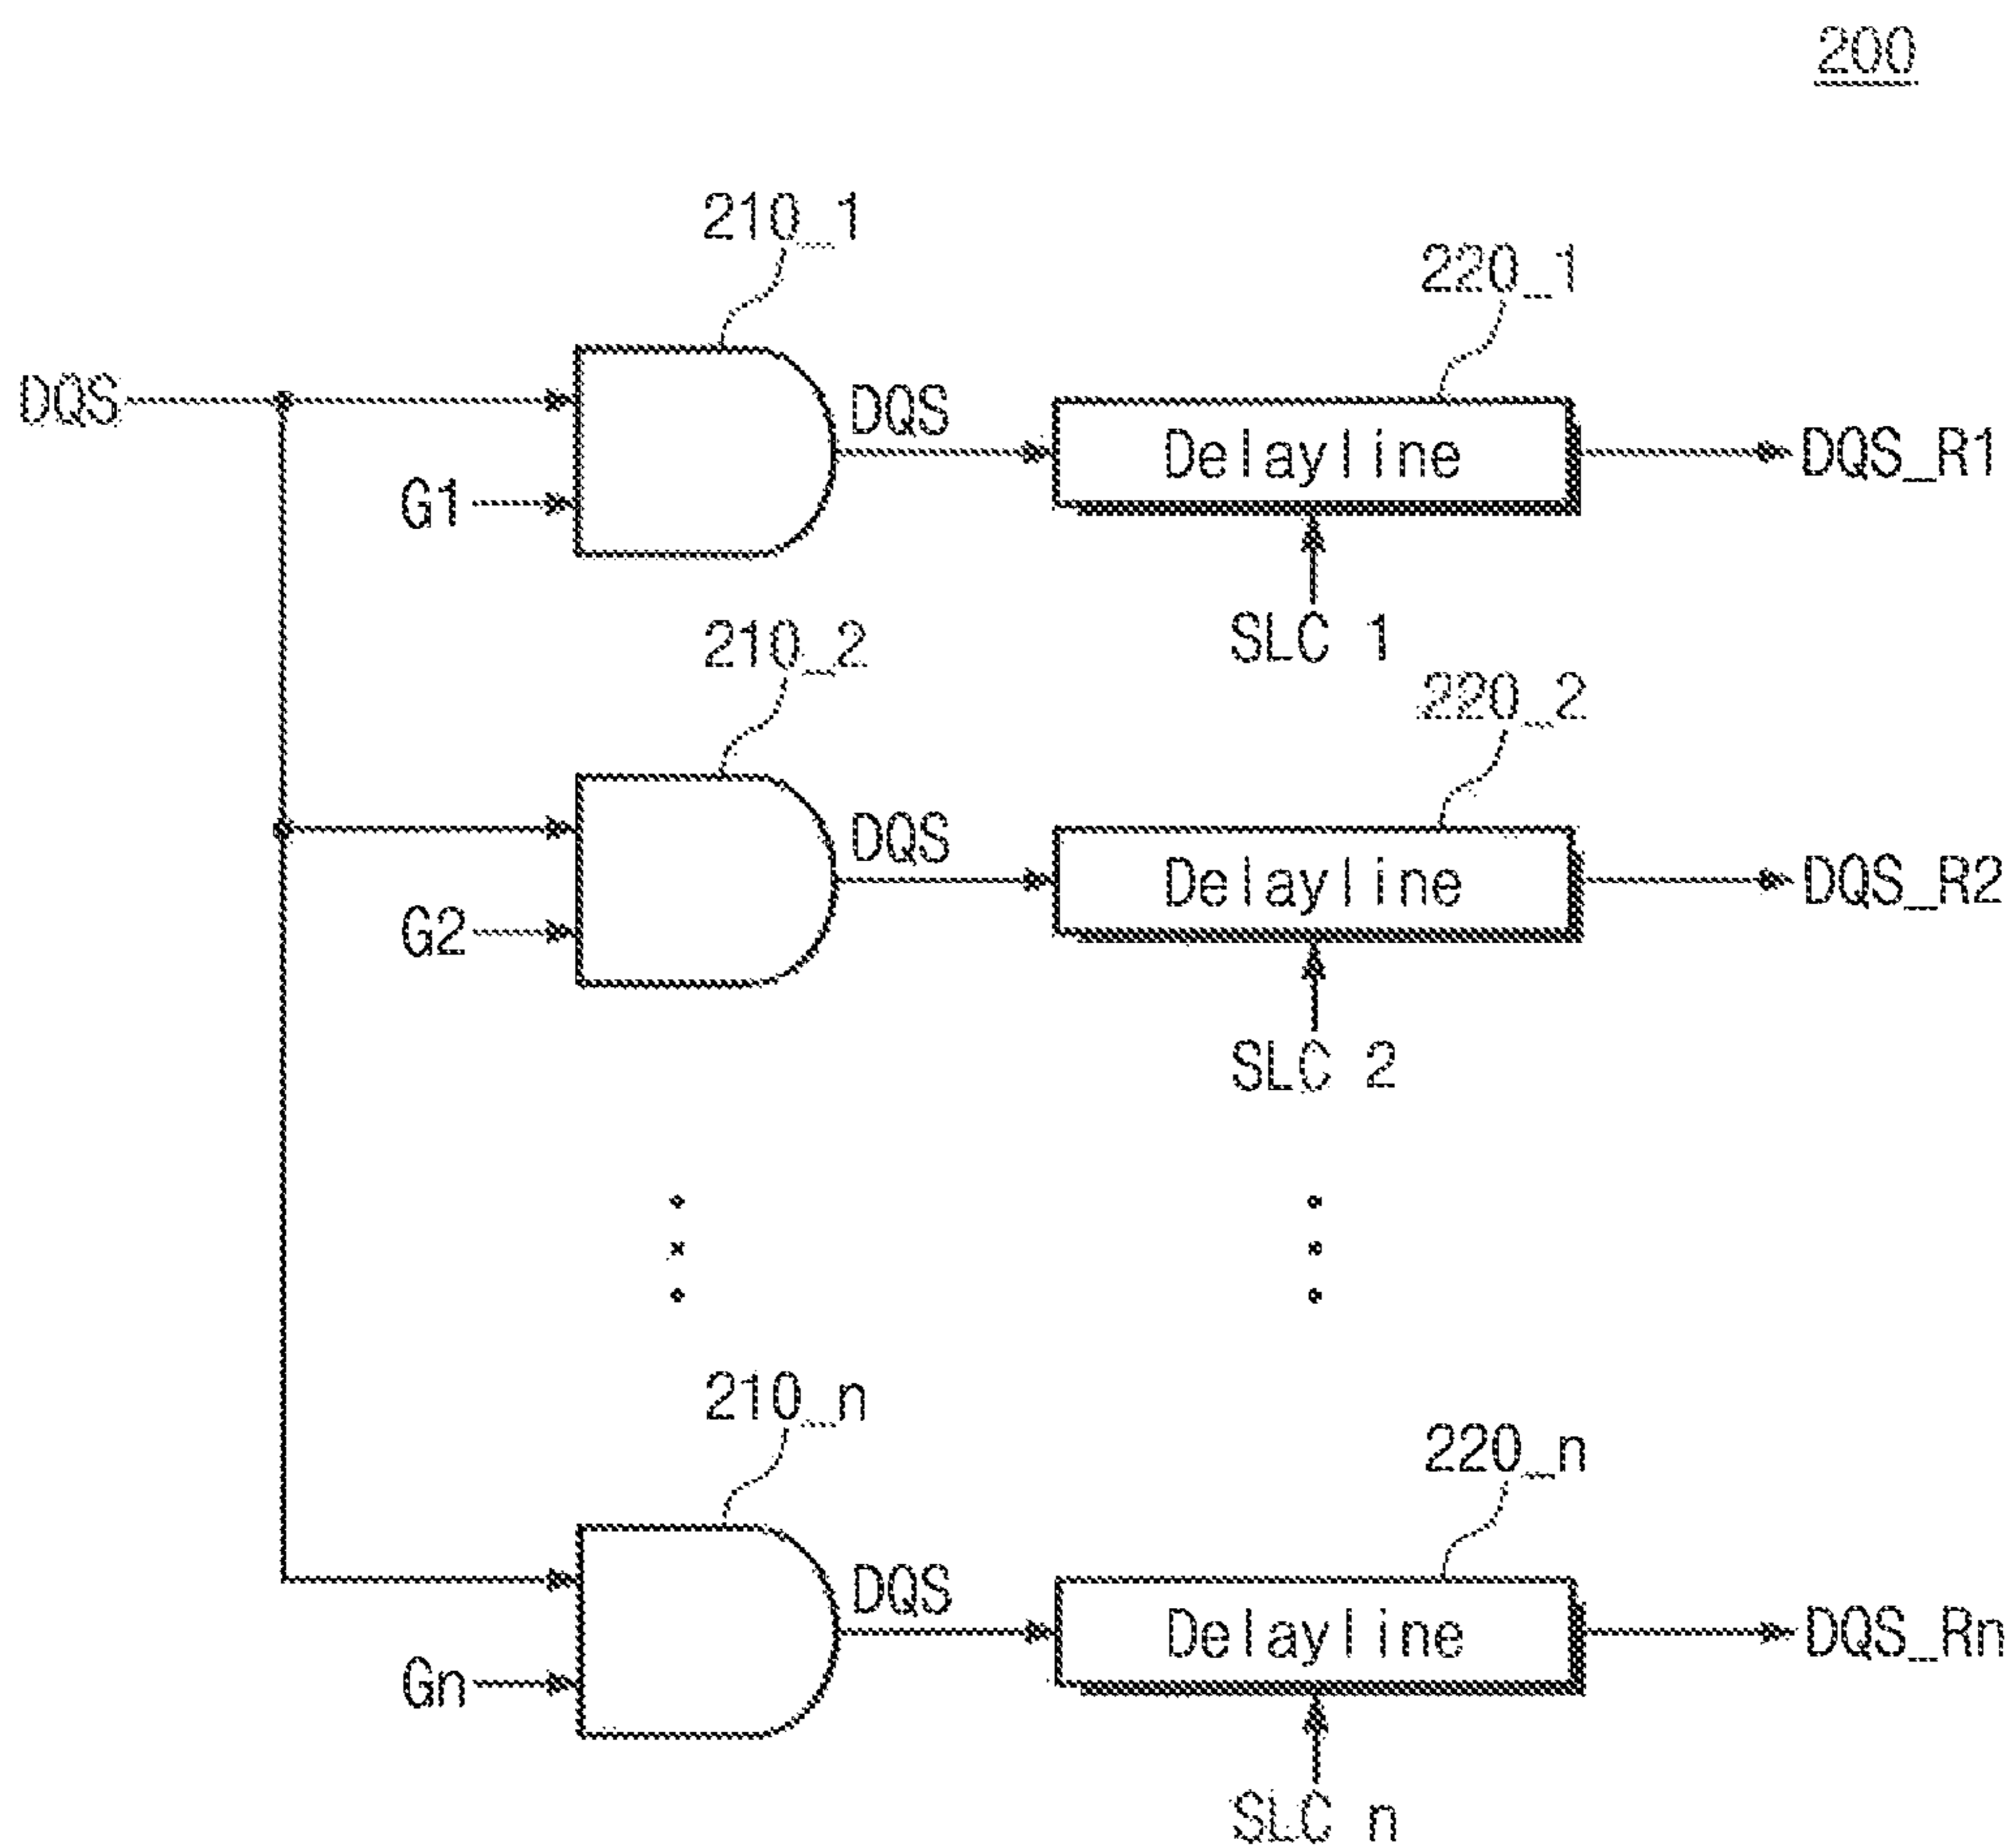 200
210_1
220_1
DQS
DQS
Delayline
DQS_R1
G1
SLC 1
210_2
220_2
DQS
Delayline
DQS_R2
G2
SLC 2
210_n
220_n
DQS
Delayline
DQS_Rn
Gn
SLC n